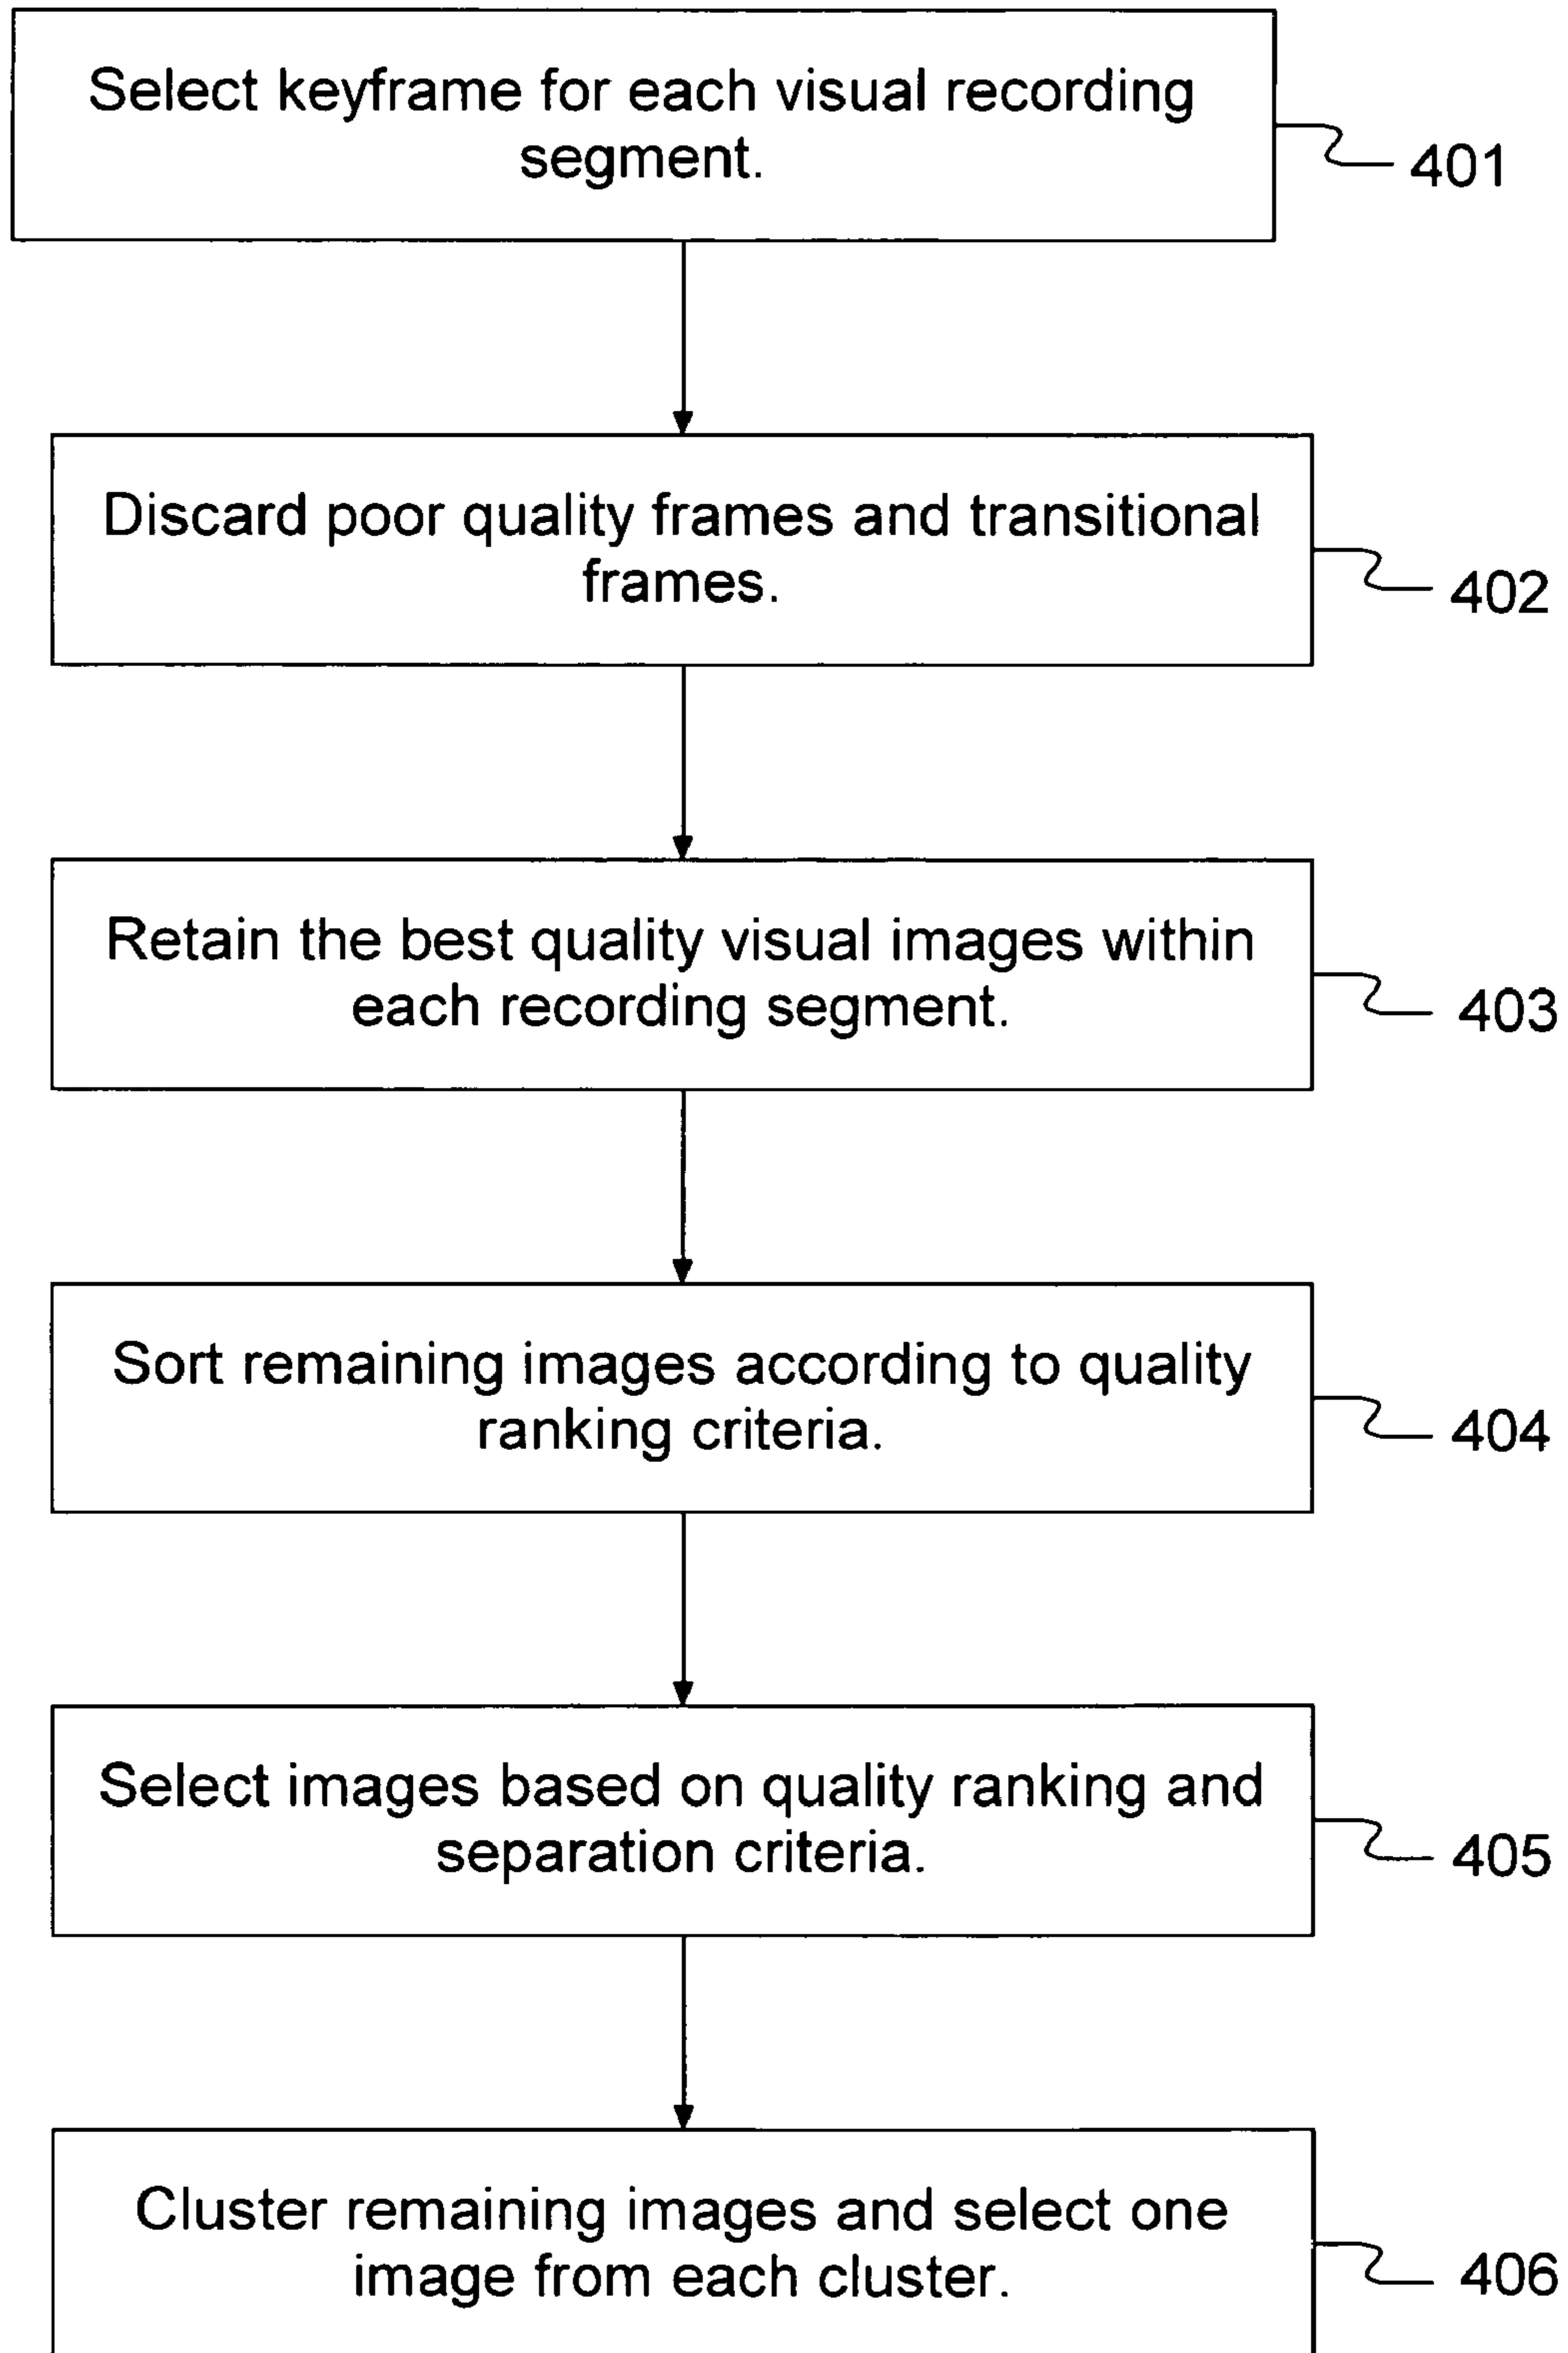 Select keyframe for each visual recording
segment.
401
Discard poor quality frames and transitional
frames.
402
Retain the best quality visual images within
each recording segment.
403
Sort remaining images according to quality
ranking criteria.
404
Select images based on quality ranking and
separation criteria.
405
Cluster remaining images and select one
image from each cluster.
406